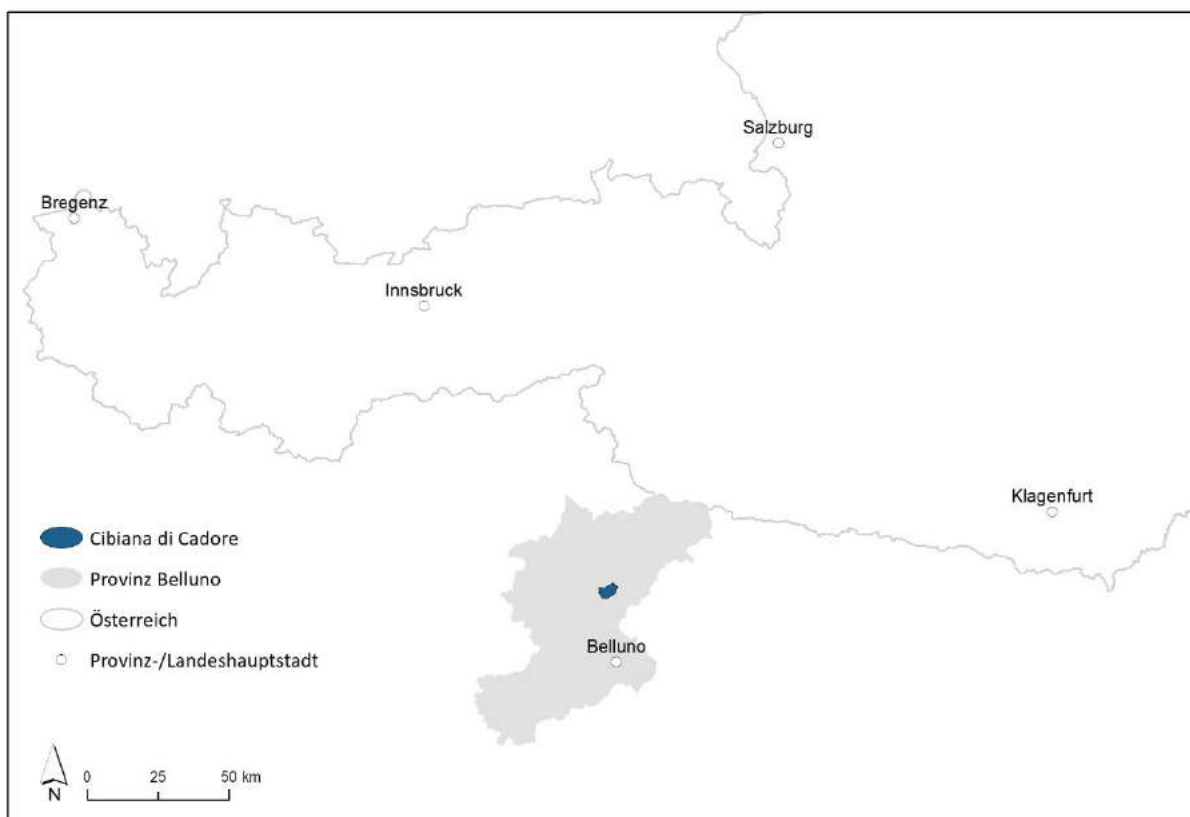 Salzburg
Bregenz
Innsbruck
Klagenfurt
Cibiana di Cadore
Provinz Belluno
Österreich
Belluno
Provinz-/Landeshauptstadt
N
0 25 50 km